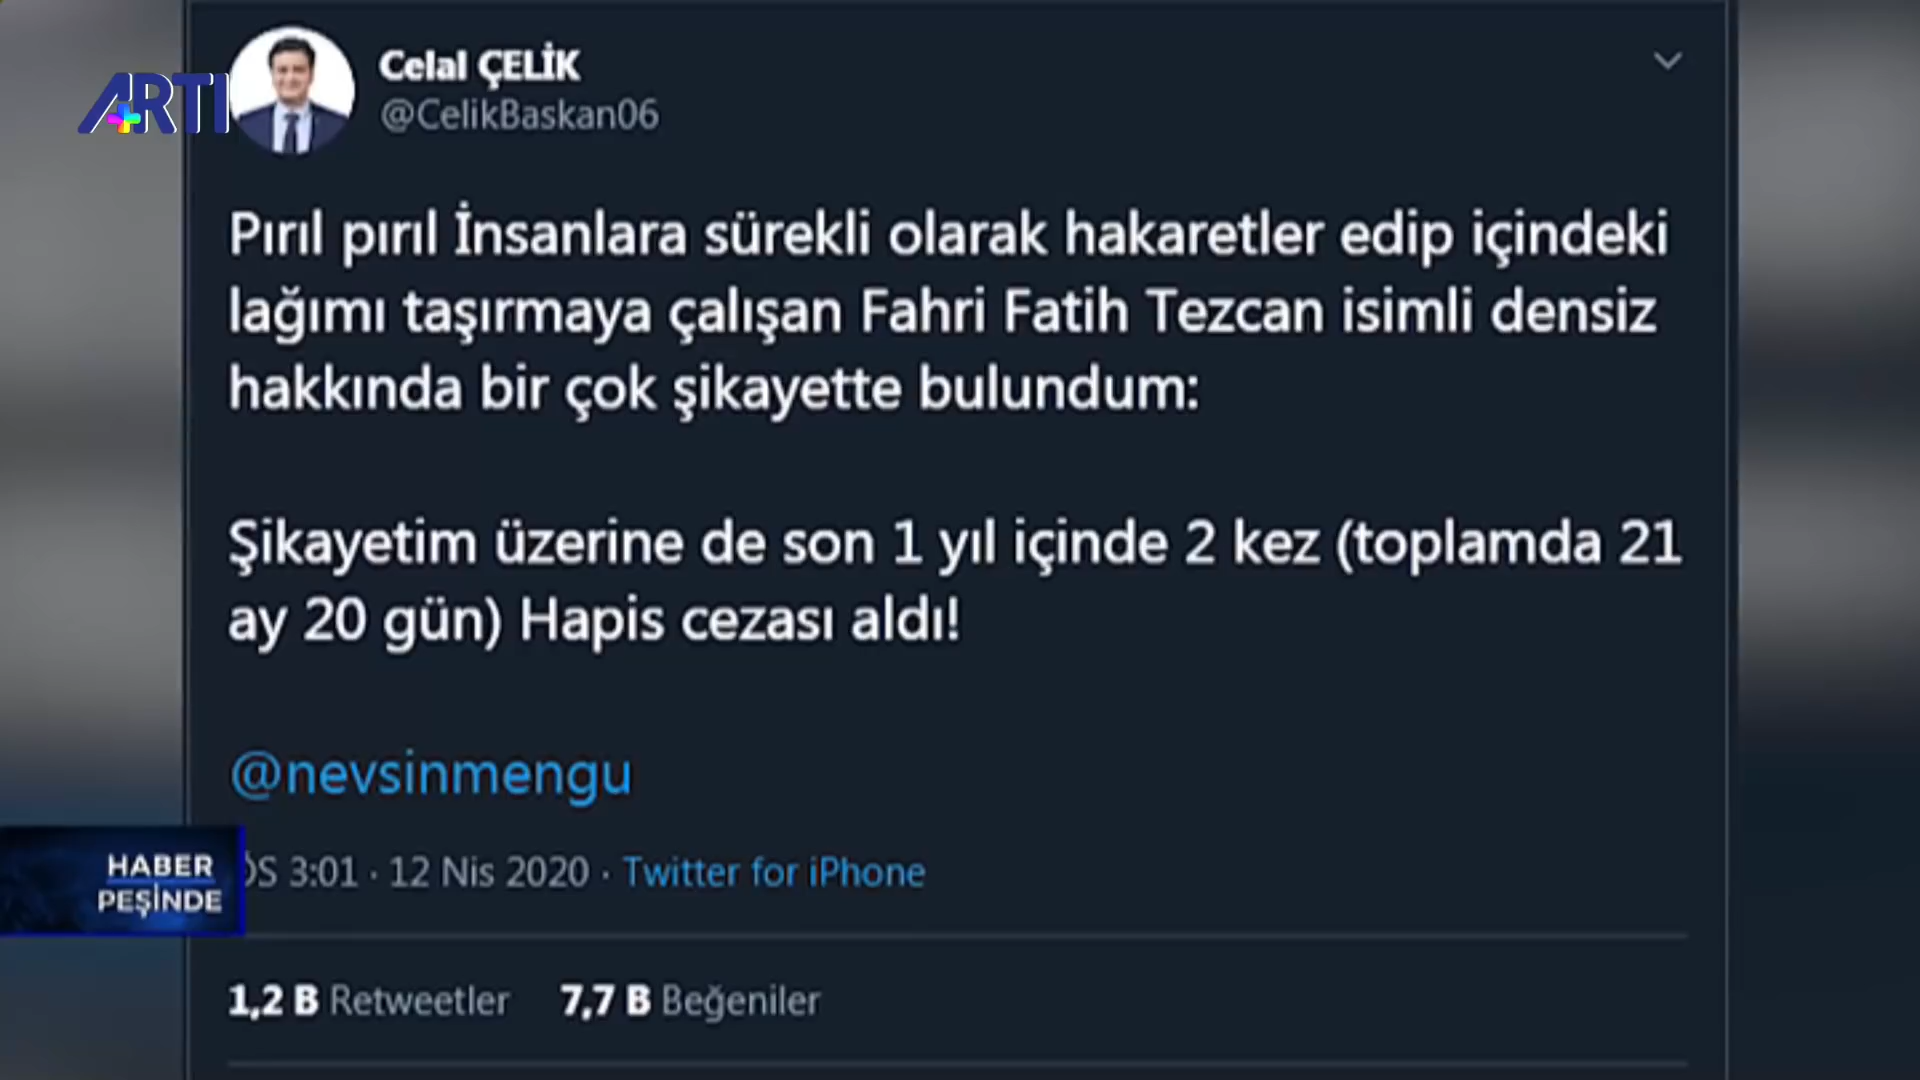 ARTI
Celal ÇELİK
@CelikBaskan06
Pırıl pırıl İnsanlara sürekli olarak hakaretler edip içindeki
lağımı taşırmaya çalışan Fahri Fatih Tezcan isimli densiz
hakkında bir çok şikayette bulundum:
Şikayetim üzerine de son 1 yıl içinde 2 kez (toplamda 21
ay 20 gün) Hapis cezası aldı!
@nevsinmengu
HABER
PEŞİNDE
ÖS 3:01 · 12 Nis 2020 · Twitter for iPhone
1,2 B Retweetler 7,7 B Beğeniler